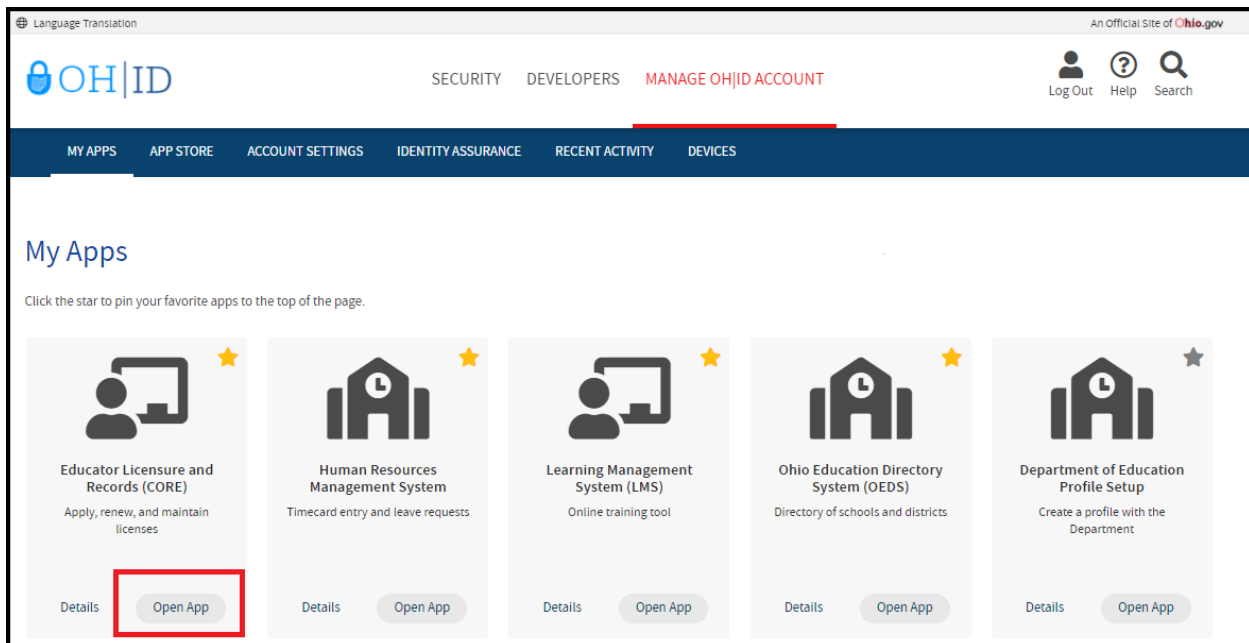 Language Translation
An Official Site of Ohio.gov
OH|ID
SECURITY DEVELOPERS MANAGE OH|ID ACCOUNT
Log Out Help Search
MY APPS APP STORE ACCOUNT SETTINGS IDENTITY ASSURANCE RECENT ACTIVITY DEVICES
My Apps
Click the star to pin your favorite apps to the top of the page.
Educator Licensure and
Records (CORE)
Apply, renew, and maintain
licenses
Details Open App
Human Resources
Management System
Timecard entry and leave requests
Details Open App
Learning Management
System (LMS)
Online training tool
Details Open App
Ohio Education Directory
System (OEDS)
Directory of schools and districts
Details Open App
Department of Education
Profile Setup
Create a profile with the
Department
Details Open App